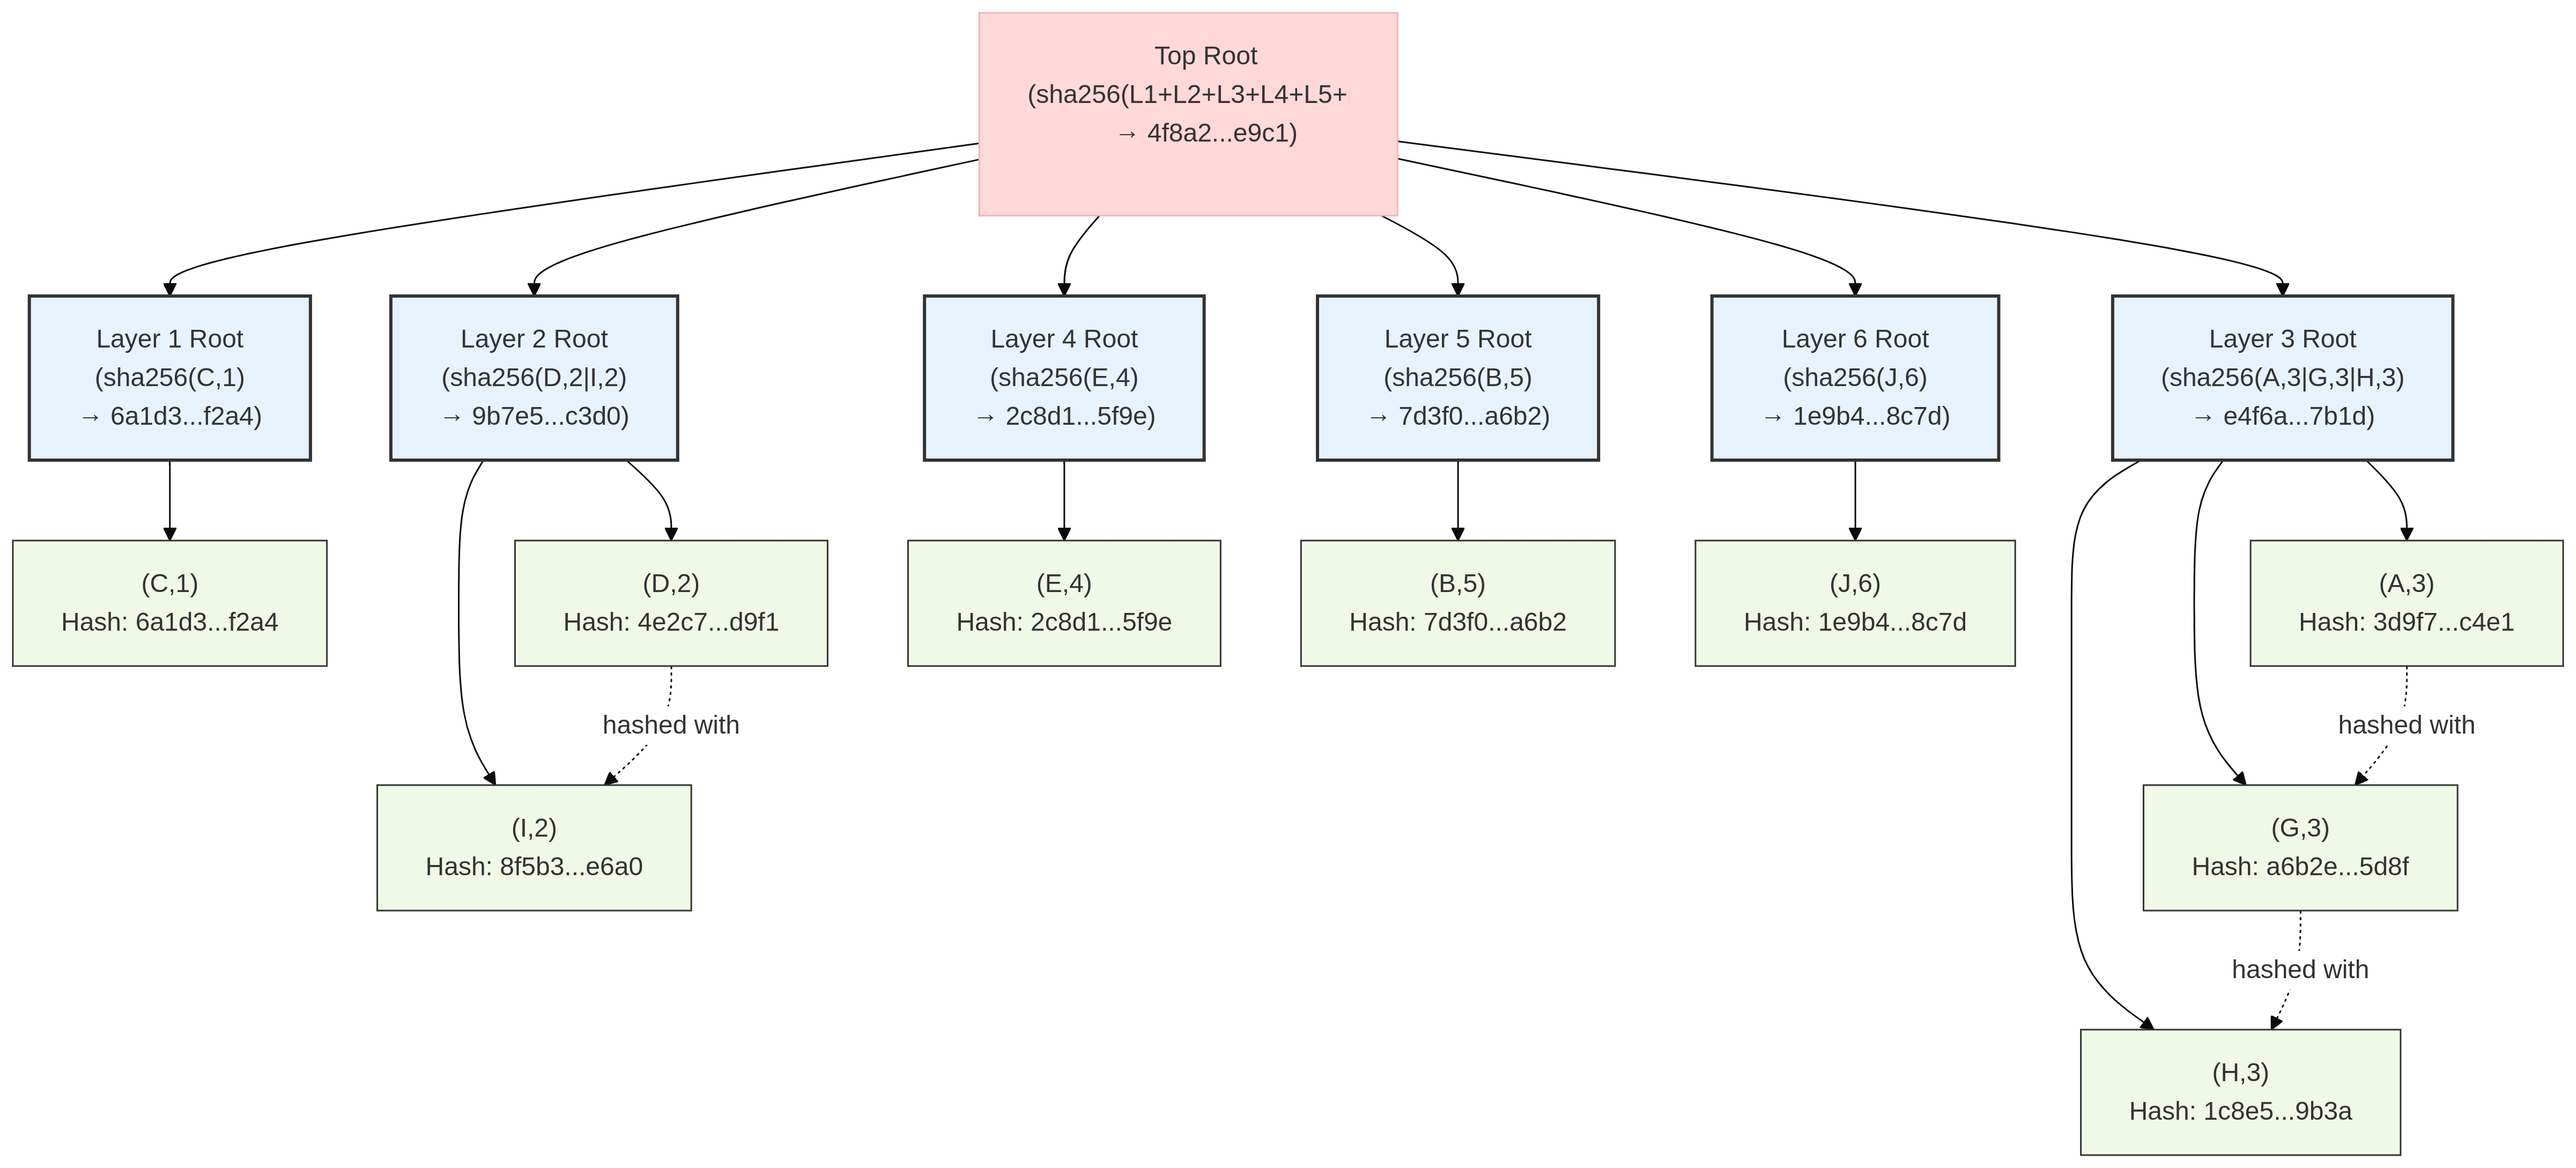 Top Root
(sha256(L1+L2+L3+L4+L5+
→ 4f8a2...e9c1)
Layer 1 Root
(sha256(C,1)
→ 6a1d3...f2a4)
Layer 2 Root
(sha256(D,2|I,2)
→ 9b7e5...c3d0)
Layer 4 Root
(sha256(E,4)
→ 2c8d1...5f9e)
Layer 5 Root
(sha256(B,5)
→ 7d3f0...a6b2)
Layer 6 Root
(sha256(J,6)
→ 1e9b4...8c7d)
Layer 3 Root
(sha256(A,3|G,3|H,3)
→ e4f6a...7b1d)
(C,1)
Hash: 6a1d3...f2a4
(D,2)
Hash: 4e2c7...d9f1
(E,4)
Hash: 2c8d1...5f9e
(B,5)
Hash: 7d3f0...a6b2
(J,6)
Hash: 1e9b4...8c7d
(A,3)
Hash: 3d9f7...c4e1
hashed with
hashed with
(I,2)
Hash: 8f5b3...e6a0
(G,3)
Hash: a6b2e...5d8f
hashed with
(H,3)
Hash: 1c8e5...9b3a